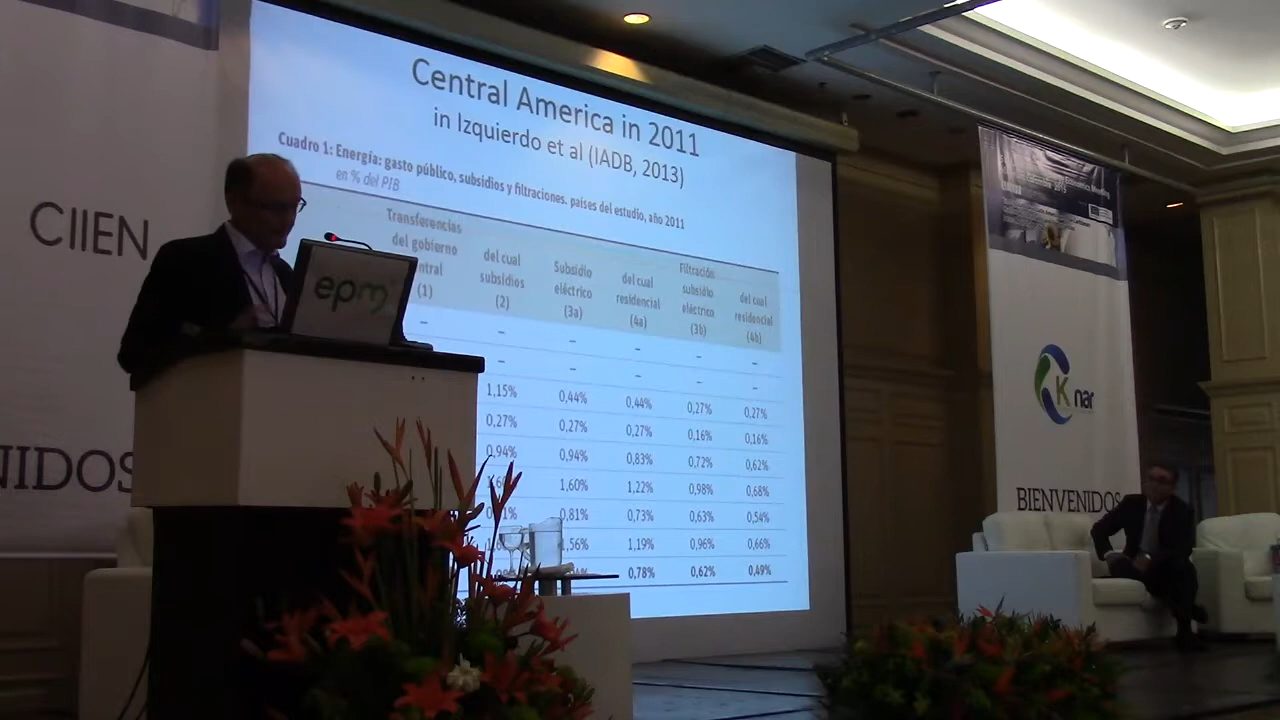 Central America in 2011
in Izquierdo et al (IADB, 2013)
Cuadro 1: Energía: gasto público, subsidios y filtraciones. países del estudio, año 2011
en % del PIB
Transferencias del gobierno ntral (1)
del cual subsidios (2)
Subsidio eléctrico (3a)
del cual residencial (4a)
Filtración subsidio eléctrico (3b)
del cual residencial (4b)
– – – – – –
– – – – –
1,15% 0,44% 0,44% 0,27% 0,27%
0,27% 0,27% 0,27% 0,16% 0,16%
0,94% 0,94% 0,83% 0,72% 0,62%
1,60% 1,22% 0,98% 0,68%
0,81% 0,73% 0,63% 0,54%
1,56% 1,19% 0,96% 0,66%
0,78% 0,62% 0,49%
CIIEN
NIDOS
epm
K nar
BIENVENIDOS